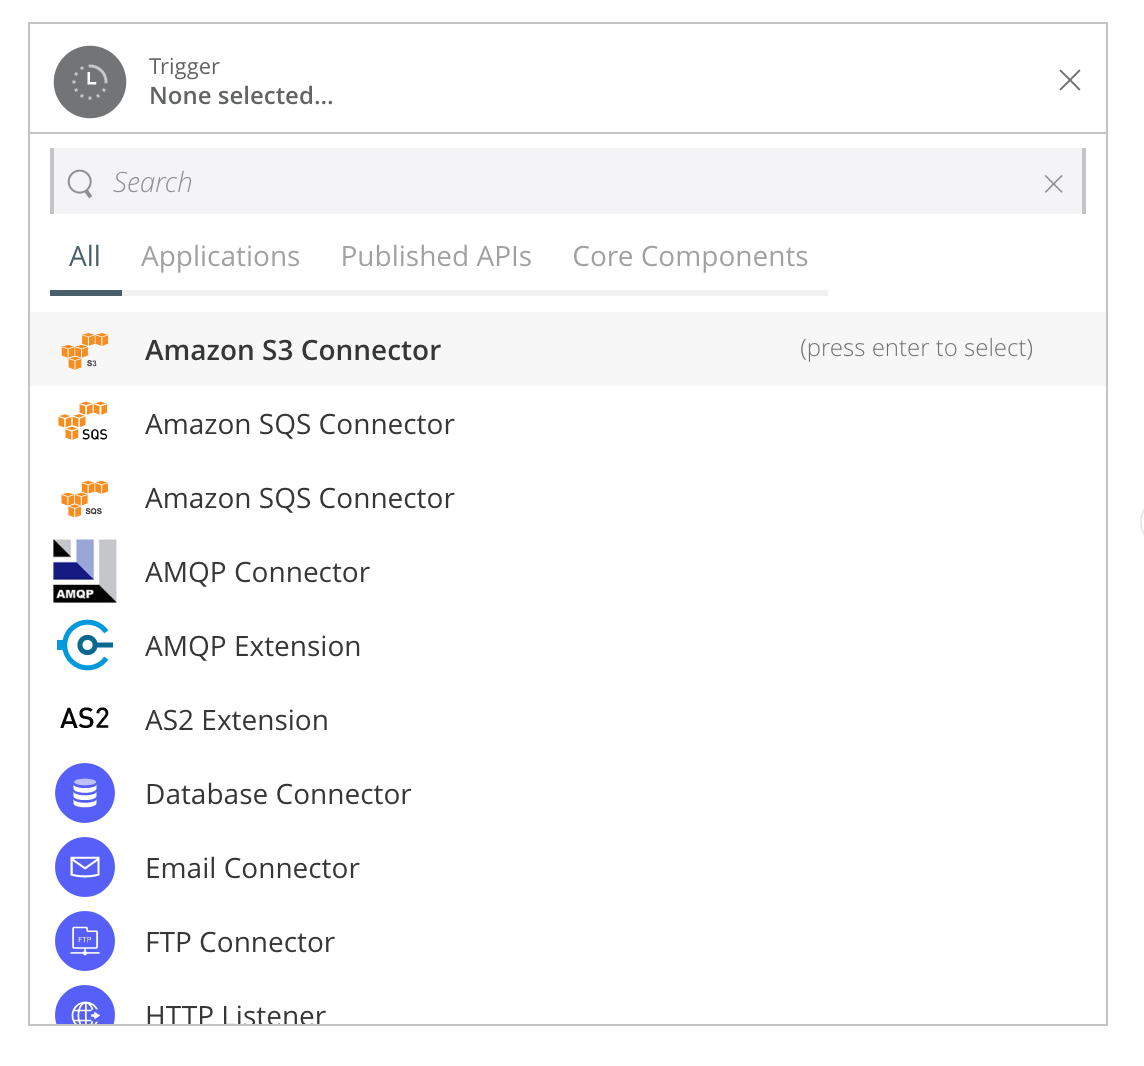 Trigger
None selected...
Search
All Applications Published APIs Core Components
S3 Amazon S3 Connector (press enter to select)
SQS Amazon SQS Connector
SQS Amazon SQS Connector
AMQP AMQP Connector
AMQP Extension
AS2 AS2 Extension
Database Connector
Email Connector
FTP FTP Connector
HTTP Listener